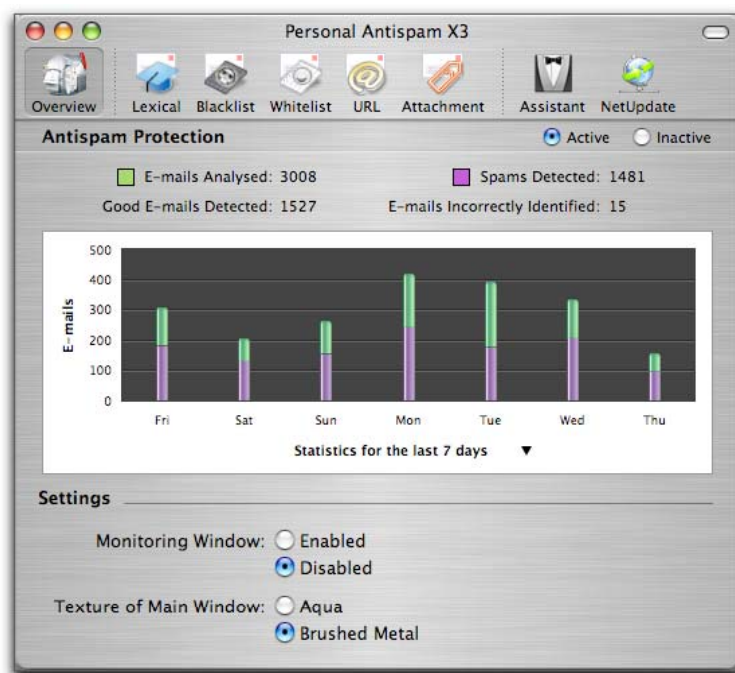 Personal Antispam X3
Overview Lexical Blacklist Whitelist URL Attachment Assistant NetUpdate
Antispam Protection Active Inactive
E-mails Analysed: 3008 Spams Detected: 1481
Good E-mails Detected: 1527 E-mails Incorrectly Identified: 15
500
400
300
200
100
0
E-mails
Fri Sat Sun Mon Tue Wed Thu
Statistics for the last 7 days ▼
Settings
Monitoring Window: Enabled
Disabled
Texture of Main Window: Aqua
Brushed Metal